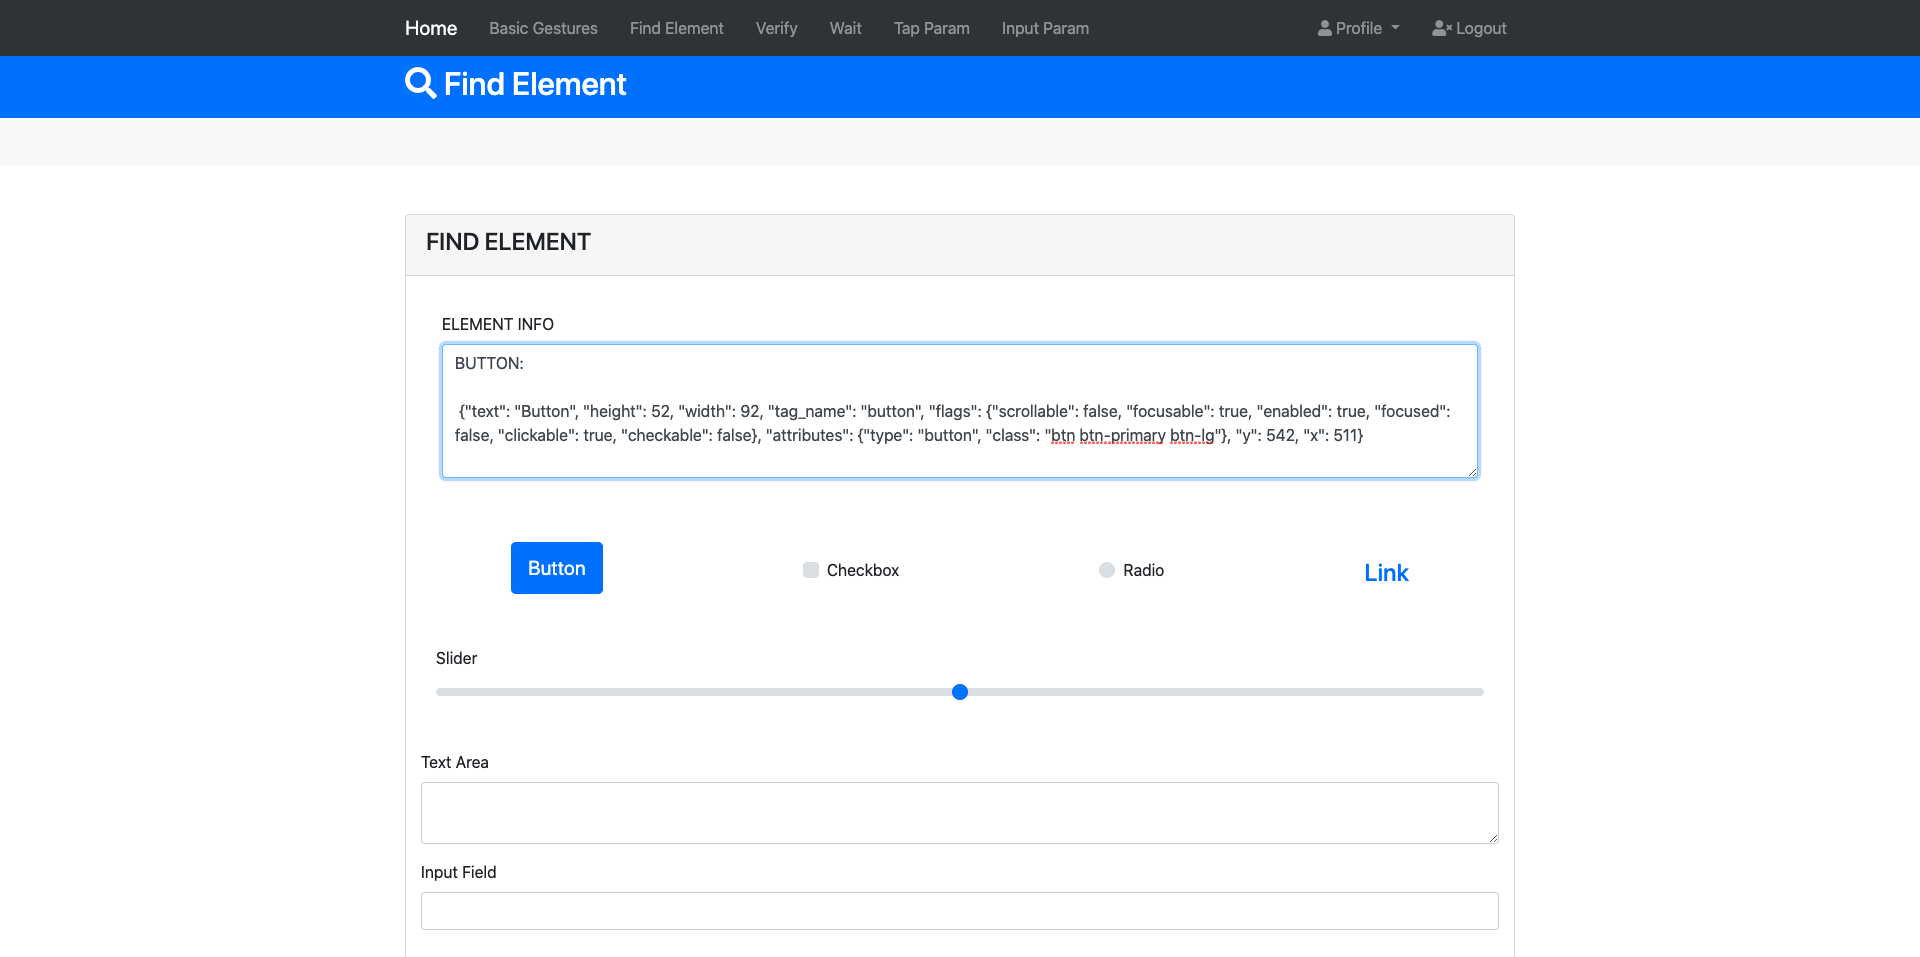 Home Basic Gestures Find Element Verify Wait Tap Param Input Param Profile Logout
Find Element
FIND ELEMENT
ELEMENT INFO
BUTTON:
{"text": "Button", "height": 52, "width": 92, "tag_name": "button", "flags": {"scrollable": false, "focusable": true, "enabled": true, "focused":
false, "clickable": true, "checkable": false}, "attributes": {"type": "button", "class": "btn btn-primary btn-lg"}, "y": 542, "x": 511}
Button Checkbox Radio Link
Slider
Text Area
Input Field